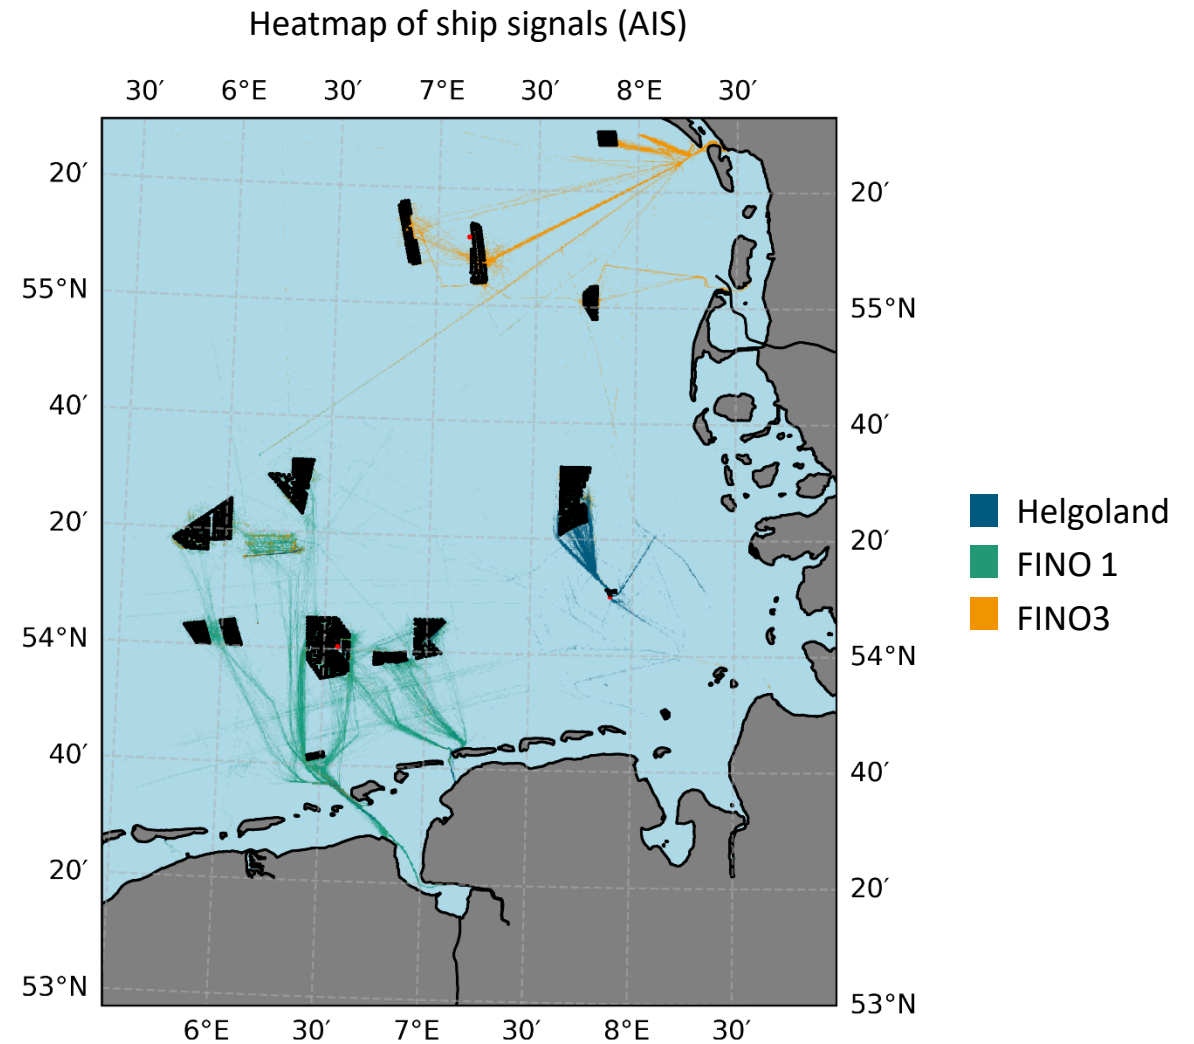 Heatmap of ship signals (AIS)
30′ 6°E 30′ 7°E 30′ 8°E 30′
20′
20′
55°N
55°N
40′
40′
20′
20′
54°N
54°N
40′
40′
20′
20′
53°N
53°N
6°E 30′ 7°E 30′ 8°E 30′
Helgoland
FINO 1
FINO3